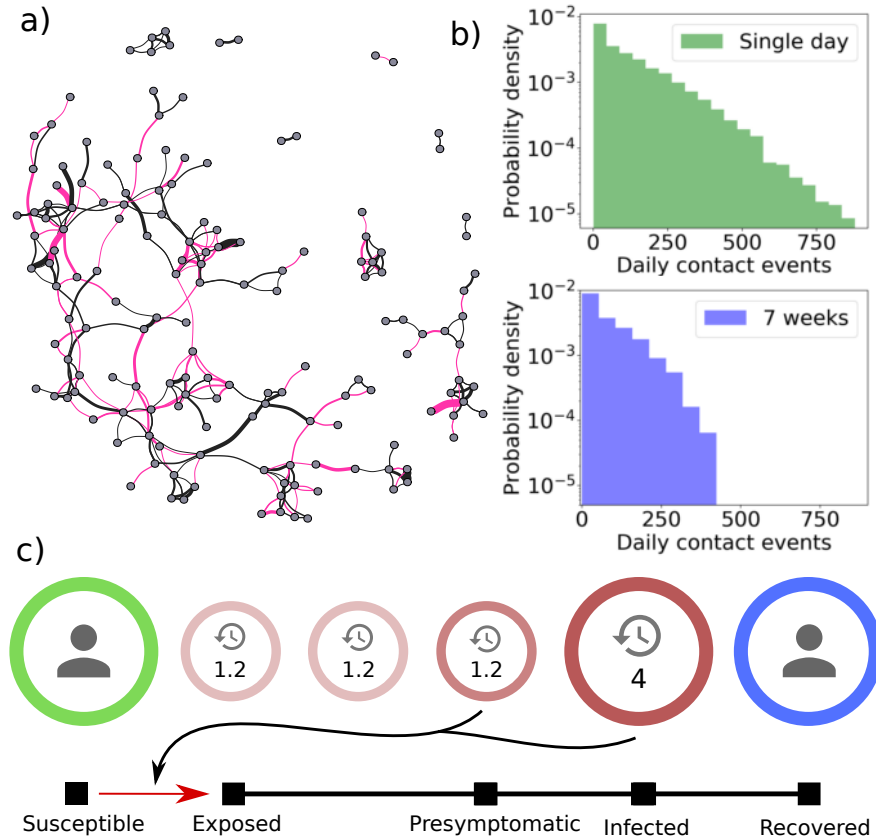 a)
b)
Single day
Probability density
10⁻²
10⁻³
10⁻⁴
10⁻⁵
0 250 500 750
Daily contact events
7 weeks
Probability density
10⁻²
10⁻³
10⁻⁴
10⁻⁵
0 250 500 750
Daily contact events
c)
1.2 1.2 1.2 4
Susceptible Exposed Presymptomatic Infected Recovered